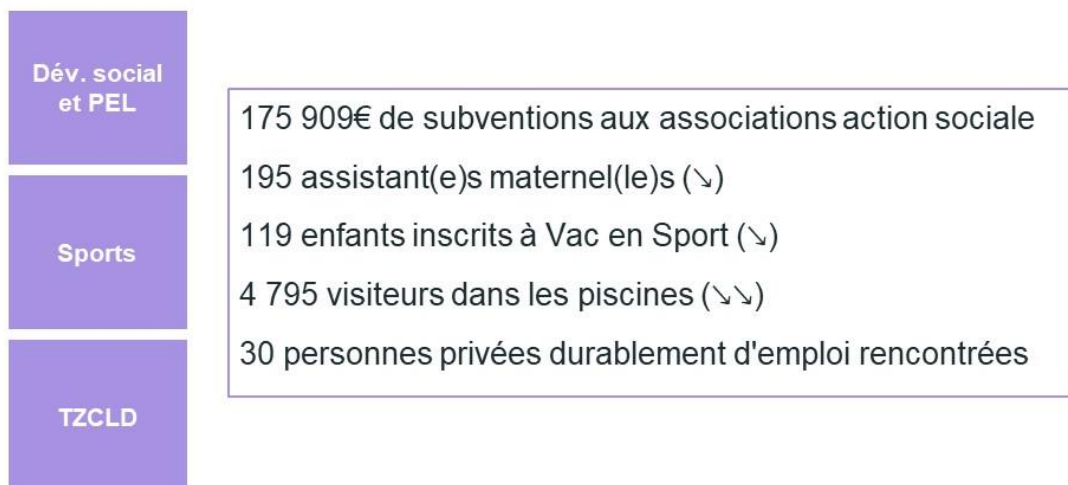 Dév. social
et PEL
Sports
TZCLD
175 909€ de subventions aux associations action sociale
195 assistant(e)s maternel(le)s (↘)
119 enfants inscrits à Vac en Sport (↘)
4 795 visiteurs dans les piscines (↘↘)
30 personnes privées durablement d'emploi rencontrées